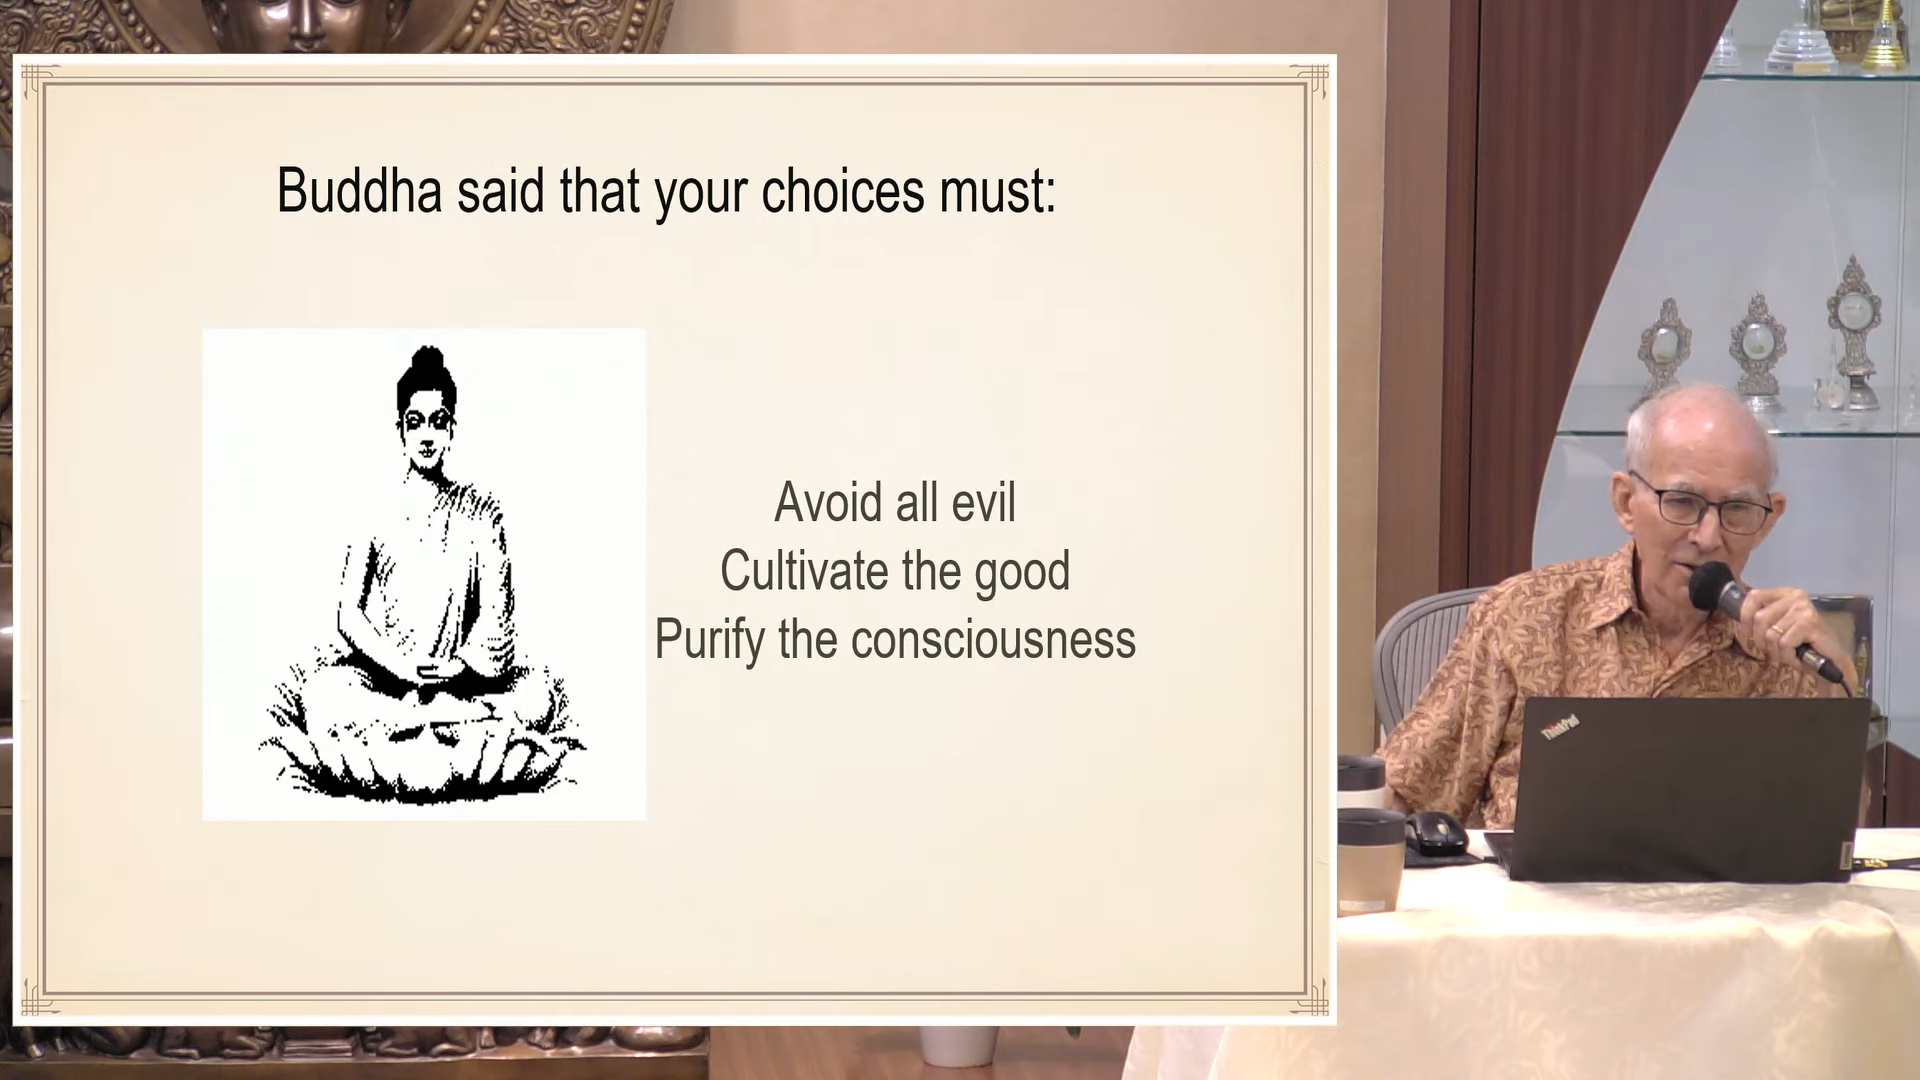 Buddha said that your choices must:
Avoid all evil
Cultivate the good
Purify the consciousness
ThinkPad